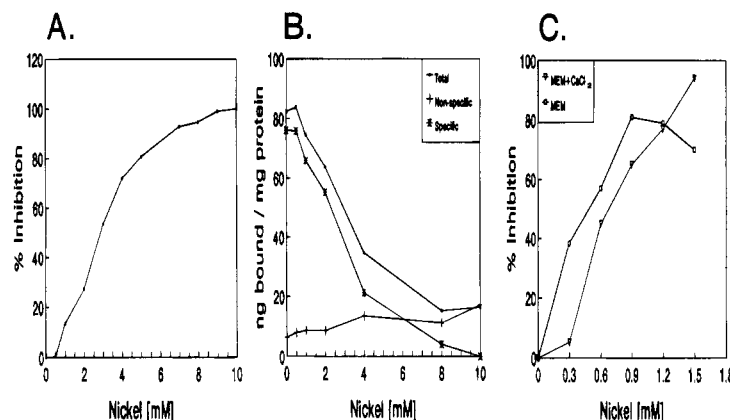 A.
% Inhibition
120
100
80
60
40
20
0
0
2
4
6
8
10
Nickel [mM]
B.
ng bound / mg protein
100
80
60
40
20
0
0
2
4
6
8
10
Nickel [mM]
Total
Non-specific
Specific
C.
% Inhibition
100
80
60
40
20
0
0
0.3
0.6
0.9
1.2
1.5
1.8
Nickel [mM]
MEM+CaCl2
MEM